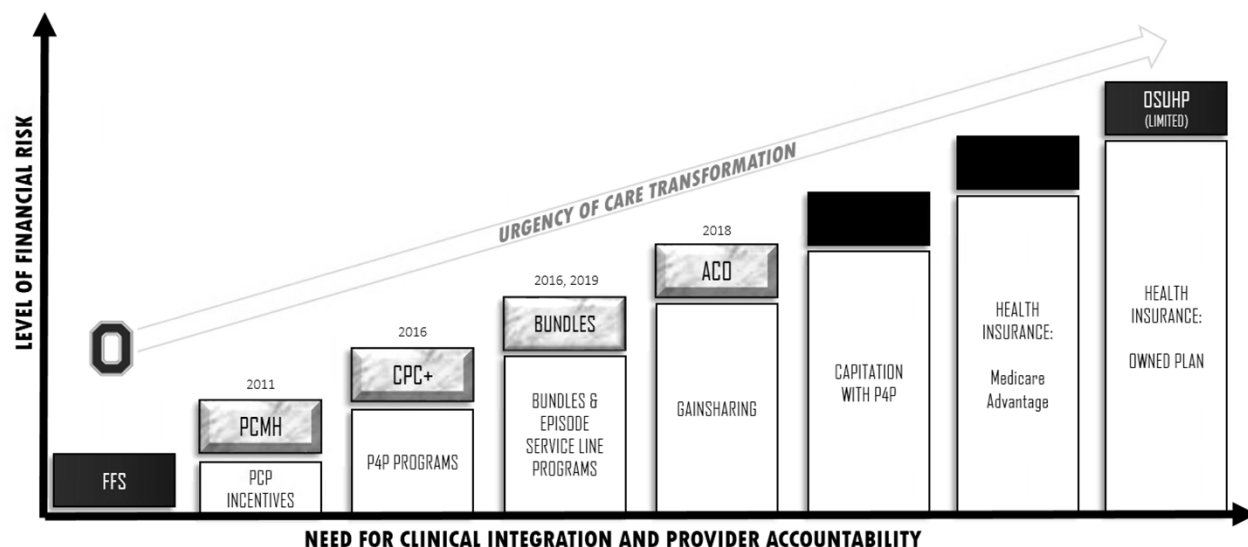 LEVEL OF FINANCIAL RISK
URGENCY OF CARE TRANSFORMATION
FFS
2011
PCMH
PCP
INCENTIVES
2016
CPC+
P4P PROGRAMS
2016, 2019
BUNDLES
BUNDLES &
EPISODE
SERVICE LINE
PROGRAMS
2018
ACO
GAINSHARING
CAPITATION
WITH P4P
HEALTH
INSURANCE:
Medicare
Advantage
OSUHP
(LIMITED)
HEALTH
INSURANCE:
OWNED PLAN
NEED FOR CLINICAL INTEGRATION AND PROVIDER ACCOUNTABILITY